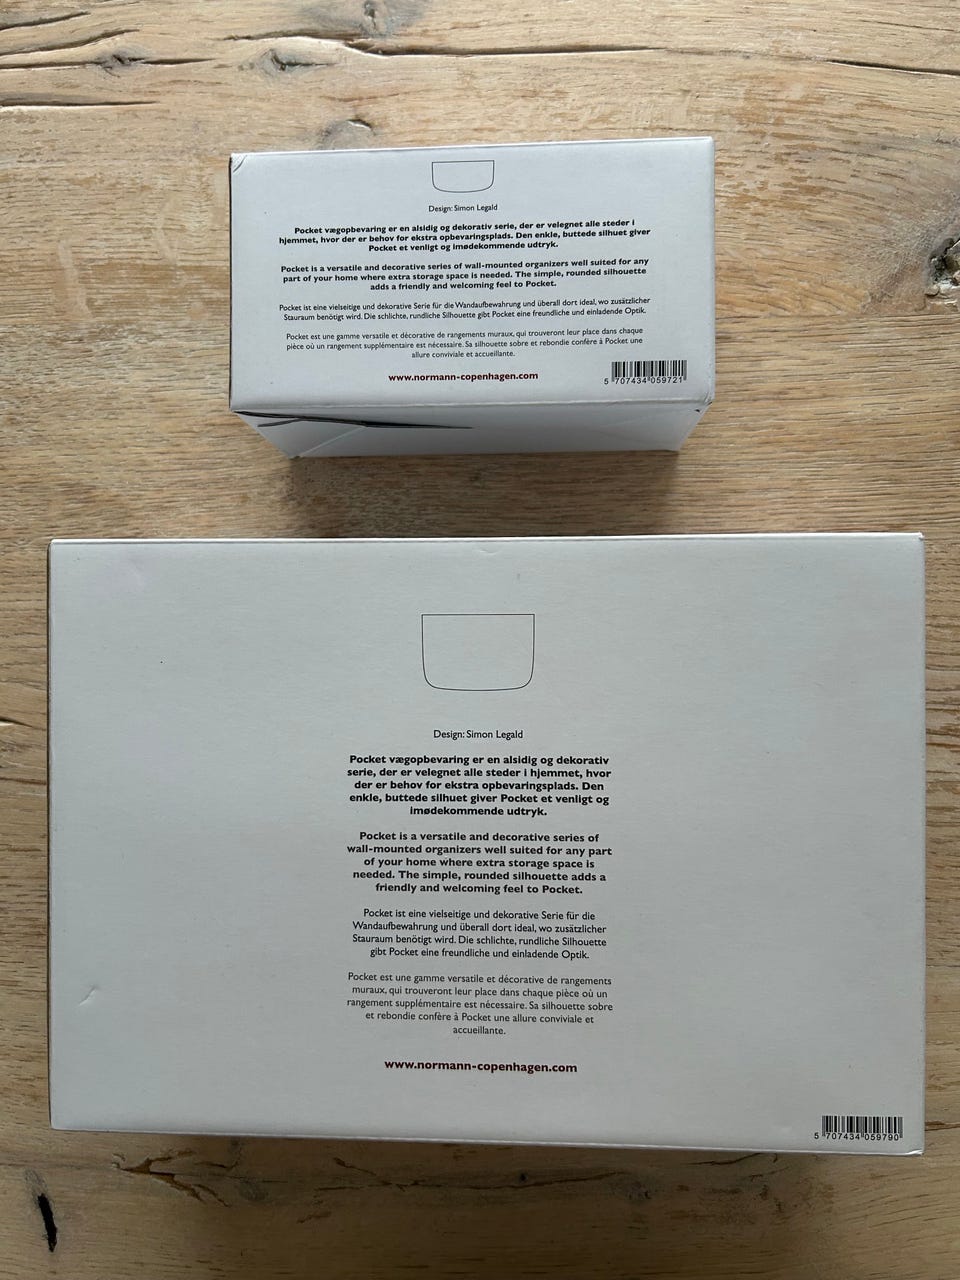 Design: Simon Legald
Pocket vægopbevaring er en alsidig og dekorativ serie, der er velegnet alle steder i
hjemmet, hvor der er behov for ekstra opbevaringsplads. Den enkle, buttede silhuet giver
Pocket et venligt og imødekommende udtryk.
Pocket is a versatile and decorative series of wall-mounted organizers well suited for any
part of your home where extra storage space is needed. The simple, rounded silhouette
adds a friendly and welcoming feel to Pocket.
Pocket ist eine vielseitige und dekorative Serie für die Wandaufbewahrung und überall dort ideal, wo zusätzlicher
Stauraum benötigt wird. Die schlichte, rundliche Silhouette gibt Pocket eine freundliche und einladende Optik.
Pocket est une gamme versatile et décorative de rangements muraux, qui trouveront leur place dans chaque
pièce où un rangement supplémentaire est nécessaire. Sa silhouette sobre et rebondie confère à Pocket une
allure conviviale et accueillante.
www.normann-copenhagen.com
5 707434 059721
Design: Simon Legald
Pocket vægopbevaring er en alsidig og dekorativ
serie, der er velegnet alle steder i hjemmet, hvor
der er behov for ekstra opbevaringsplads. Den
enkle, buttede silhuet giver Pocket et venligt og
imødekommende udtryk.
Pocket is a versatile and decorative series of
wall-mounted organizers well suited for any part
of your home where extra storage space is
needed. The simple, rounded silhouette adds a
friendly and welcoming feel to Pocket.
Pocket ist eine vielseitige und dekorative Serie für die
Wandaufbewahrung und überall dort ideal, wo zusätzlicher
Stauraum benötigt wird. Die schlichte, rundliche Silhouette
gibt Pocket eine freundliche und einladende Optik.
Pocket est une gamme versatile et décorative de rangements
muraux, qui trouveront leur place dans chaque pièce où un
rangement supplémentaire est nécessaire. Sa silhouette sobre
et rebondie confère à Pocket une allure conviviale et
accueillante.
www.normann-copenhagen.com
5 707434 059790